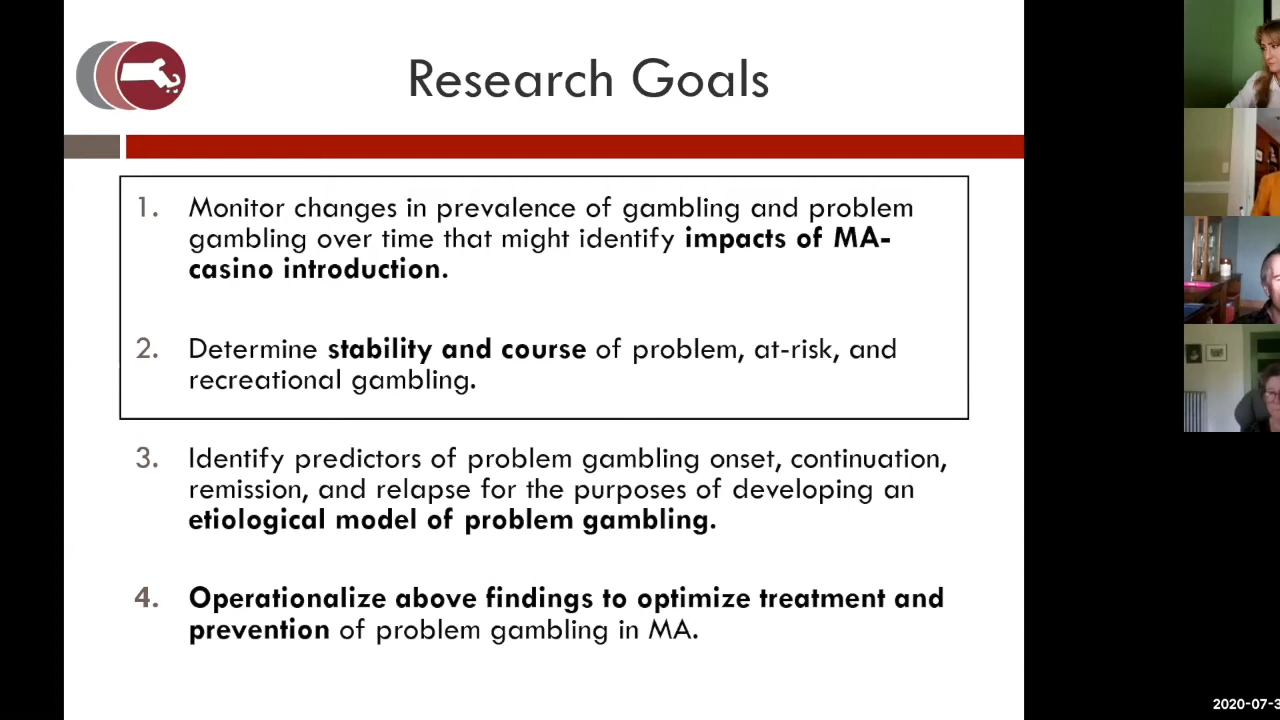 Research Goals
1. Monitor changes in prevalence of gambling and problem
gambling over time that might identify impacts of MA-
casino introduction.
2. Determine stability and course of problem, at-risk, and
recreational gambling.
3. Identify predictors of problem gambling onset, continuation,
remission, and relapse for the purposes of developing an
etiological model of problem gambling.
4. Operationalize above findings to optimize treatment and
prevention of problem gambling in MA.
2020-07-3